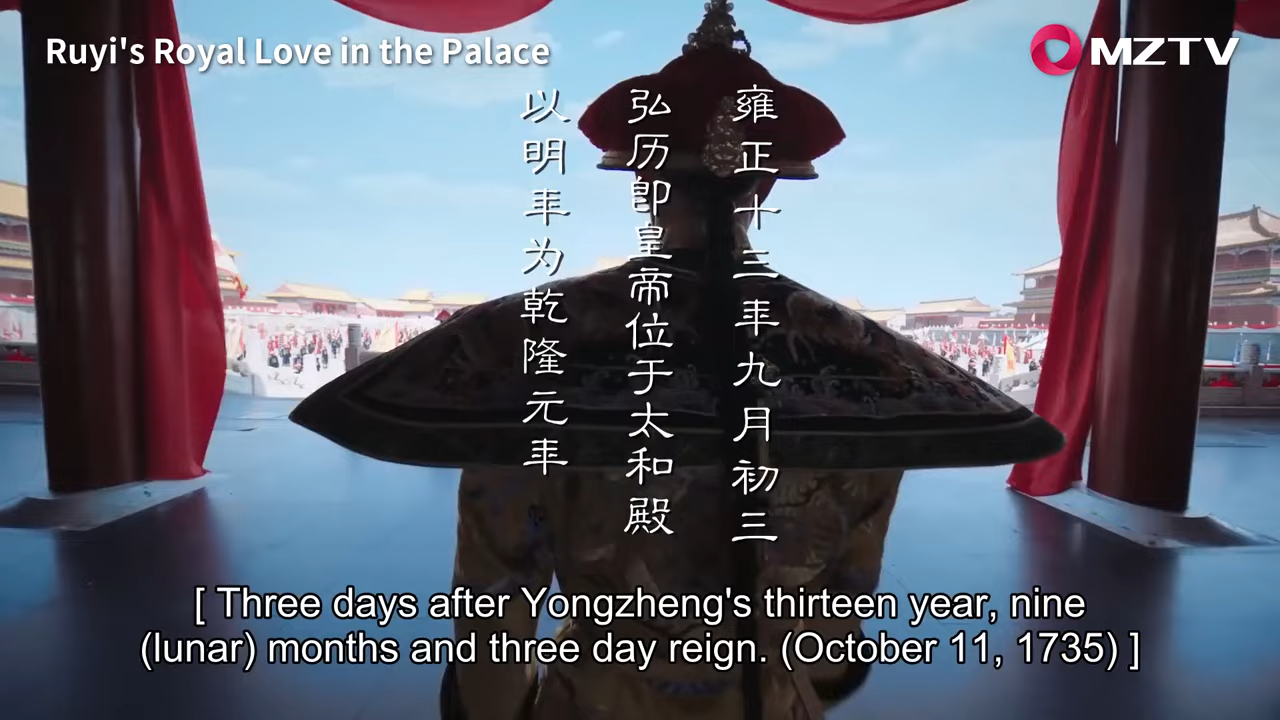 Ruyi's Royal Love in the Palace
MZTV
雍正十三年九月初三
弘历即皇帝位于太和殿
以明年为乾隆元年
[ Three days after Yongzheng's thirteen year, nine
(lunar) months and three day reign. (October 11, 1735) ]